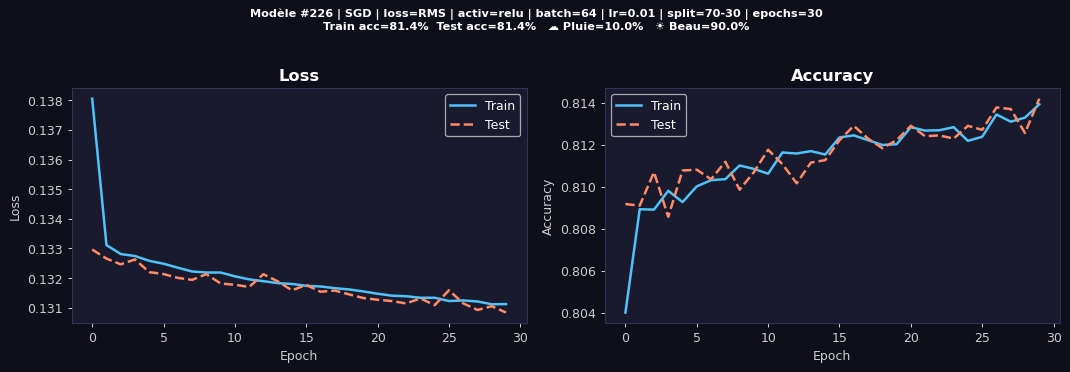 Modèle #226 | SGD | loss=RMS | activ=relu | batch=64 | lr=0.01 | split=70-30 | epochs=30
Train acc=81.4%  Test acc=81.4%   ☁ Pluie=10.0%   ☀ Beau=90.0%
Loss
0.138
0.137
0.136
0.135
0.134
0.133
0.132
0.131
Loss
Train
Test
0
5
10
15
20
25
30
Epoch
Accuracy
0.814
0.812
0.810
0.808
0.806
0.804
Accuracy
Train
Test
0
5
10
15
20
25
30
Epoch